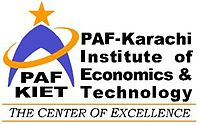 PAF
KIET
PAF-Karachi
Institute of
Economics &
Technology
THE CENTER OF EXCELLENCE